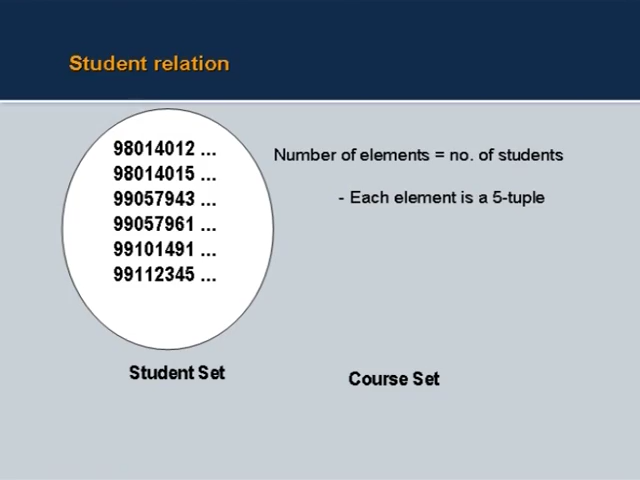 Student relation
98014012 ...
98014015 ...
99057943 ...
99057961 ...
99101491 ...
99112345 ...
Number of elements = no. of students
- Each element is a 5-tuple
Student Set
Course Set